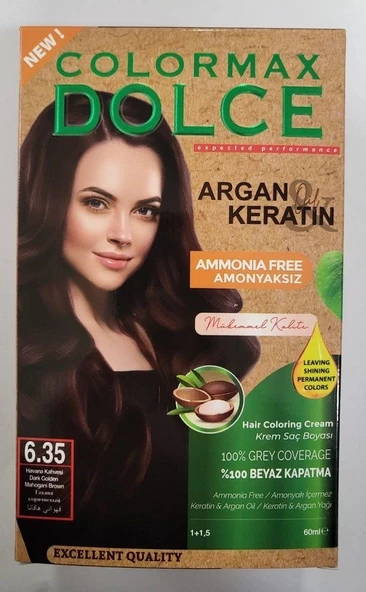 NEW !
COLORMAX
DOLCE
expected performance
ARGAN Oil
& KERATIN
AMMONIA FREE
AMONYAKSIZ
Mükemmel Kalite
LEAVING
SHINING
PERMANENT
COLORS
Hair Coloring Cream
Krem Saç Boyası
100% GREY COVERAGE
%100 BEYAZ KAPATMA
Ammonia Free / Amonyak İçermez
Keratin & Argan Oil / Keratin & Argan Yağı
1+1,5
60ml e
6.35
Havana Kahvesi
Dark Golden
Mahogani Brown
قهواني هافانا
EXCELLENT QUALITY